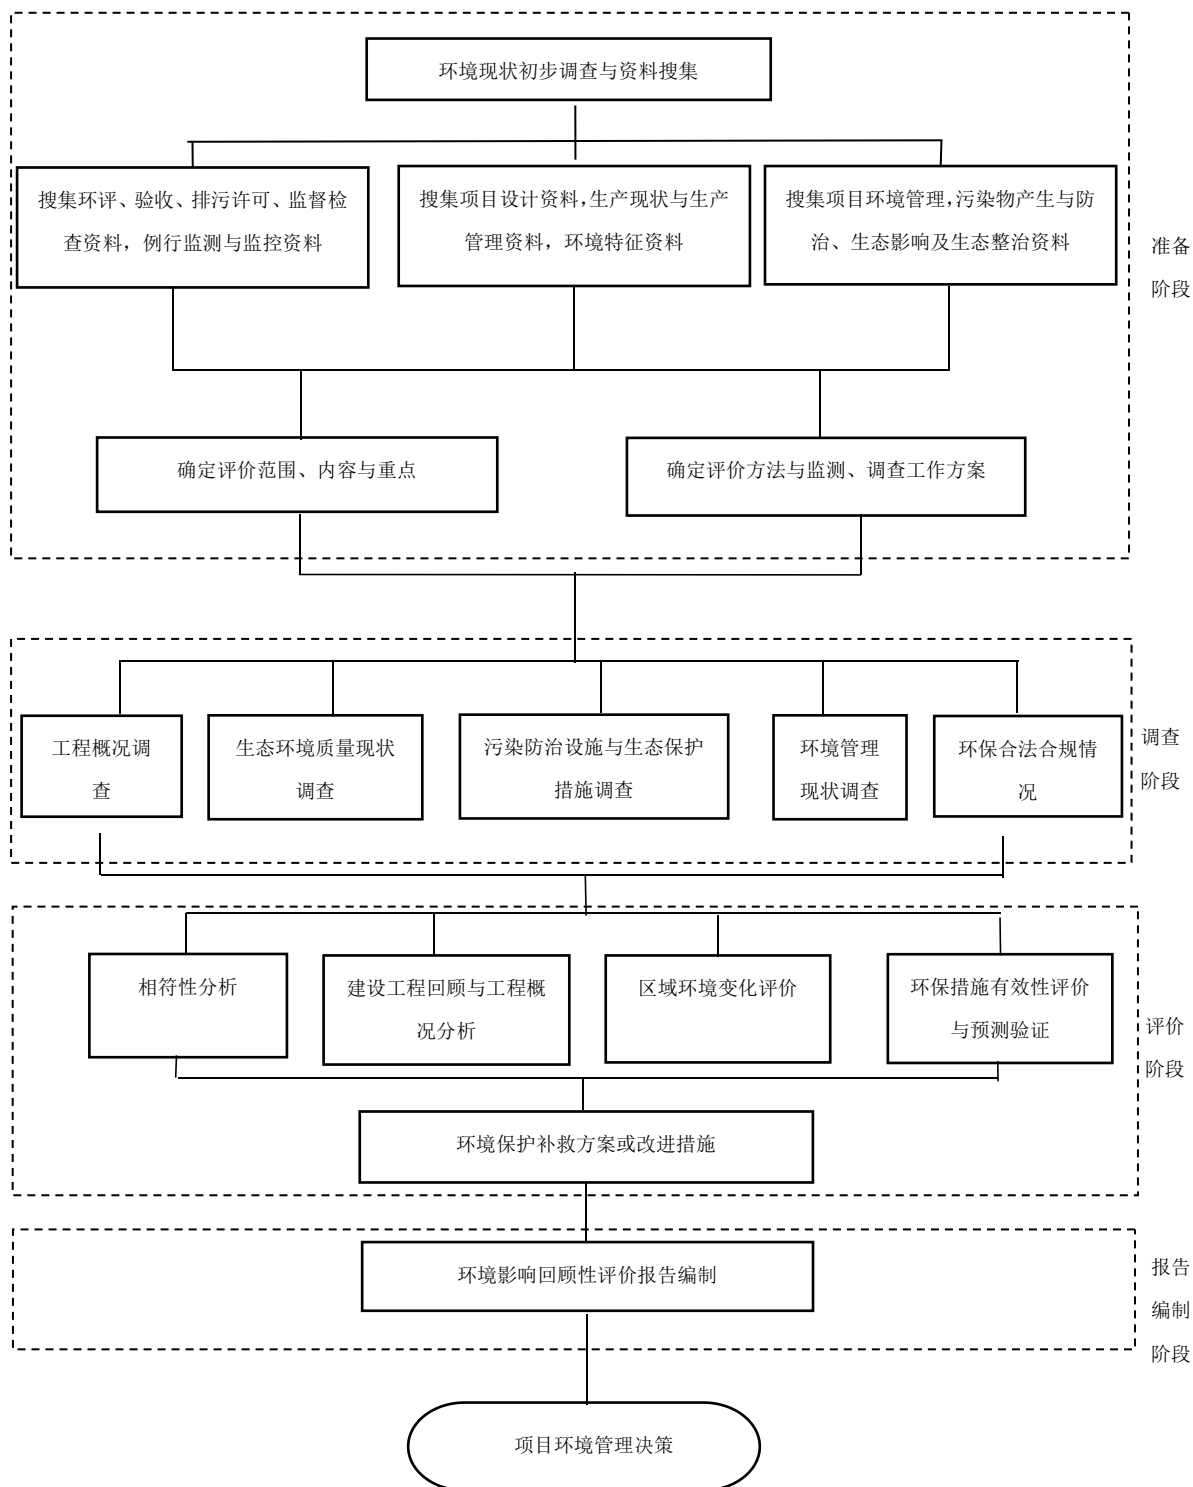 环境现状初步调查与资料搜集
搜集环评、验收、排污许可、监督检
查资料，例行监测与监控资料
搜集项目设计资料,生产现状与生产
管理资料，环境特征资料
搜集项目环境管理,污染物产生与防
治、生态影响及生态整治资料
准备
阶段
确定评价范围、内容与重点
确定评价方法与监测、调查工作方案
工程概况调
查
生态环境质量现状
调查
污染防治设施与生态保护
措施调查
环境管理
现状调查
环保合法合规情
况
调查
阶段
相符性分析
建设工程回顾与工程概
况分析
区域环境变化评价
环保措施有效性评价
与预测验证
评价
阶段
环境保护补救方案或改进措施
环境影响回顾性评价报告编制
报告
编制
阶段
项目环境管理决策